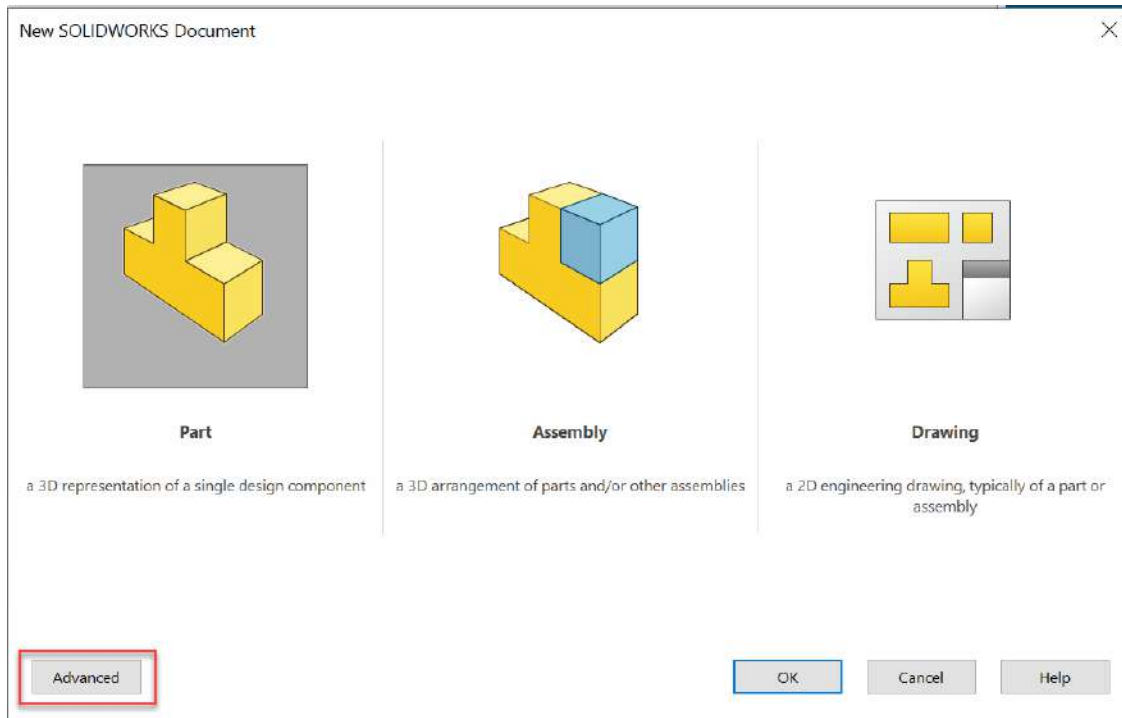 New SOLIDWORKS Document
Part
Assembly
Drawing
a 3D representation of a single design component
a 3D arrangement of parts and/or other assemblies
a 2D engineering drawing, typically of a part or
assembly
Advanced
OK
Cancel
Help